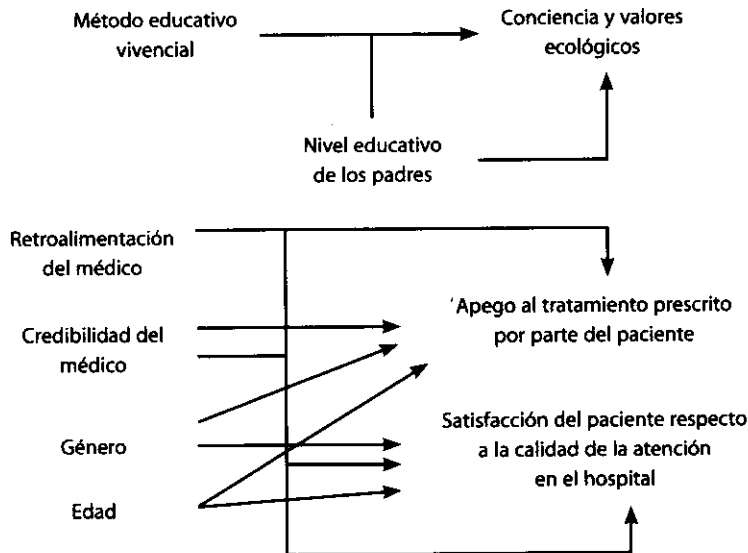 Método educativo
vivencial
Conciencia y valores
ecológicos
Nivel educativo
de los padres
Retroalimentación
del médico
Apego al tratamiento prescrito
por parte del paciente
Credibilidad del
médico
Satisfacción del paciente respecto
a la calidad de la atención
en el hospital
Género
Edad